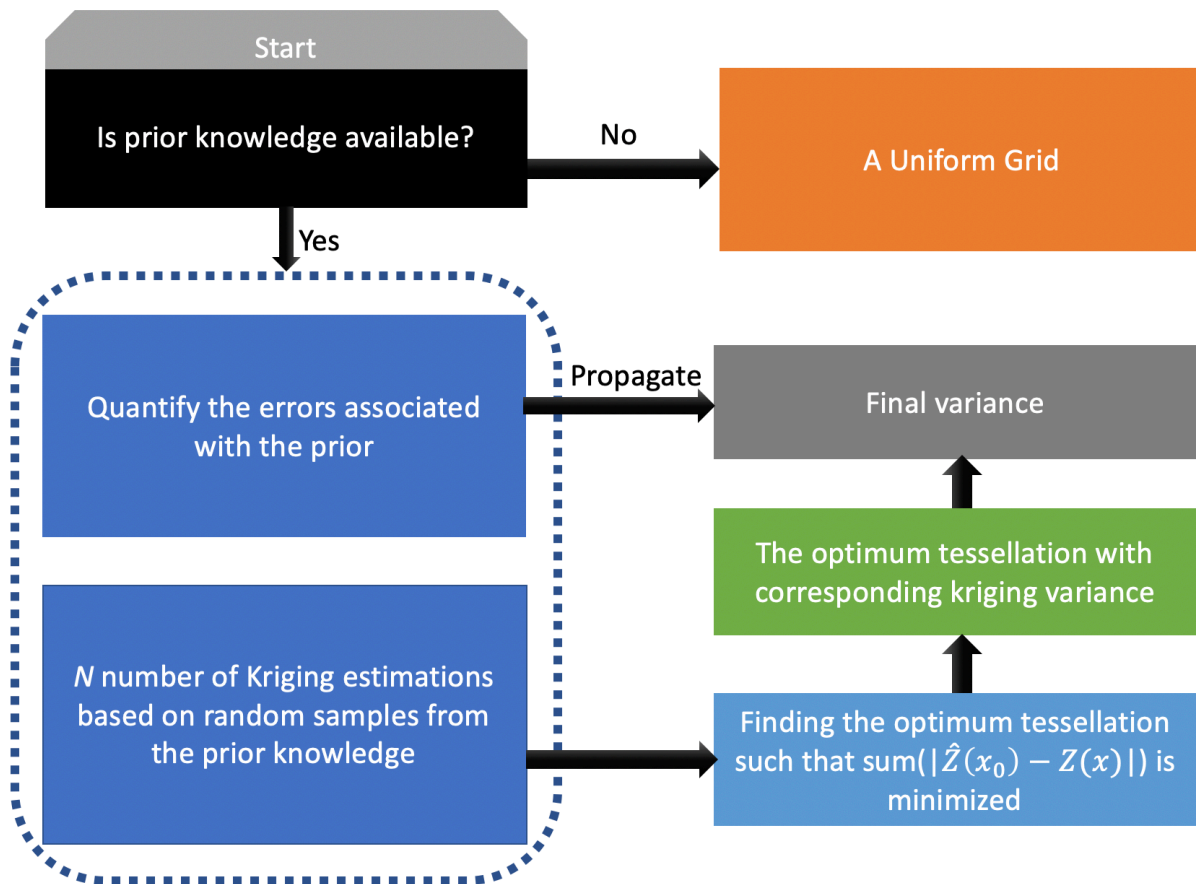 Start
Is prior knowledge available?
No
A Uniform Grid
Yes
Quantify the errors associated
with the prior
Propagate
Final variance
The optimum tessellation with
corresponding kriging variance
N number of Kriging estimations
based on random samples from
the prior knowledge
Finding the optimum tessellation
such that sum(|Ẑ(x₀) − Z(x)|) is
minimized